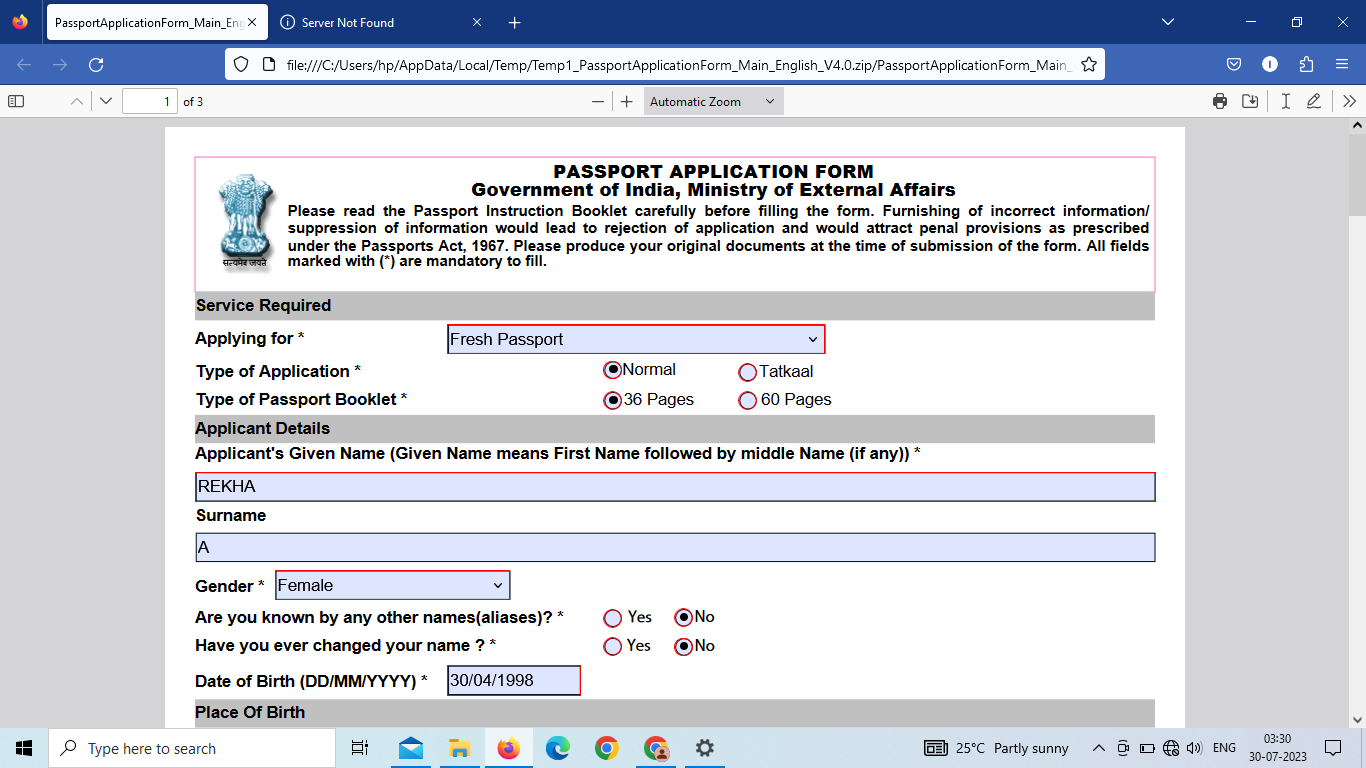 PassportApplicationForm_Main_Eng
Server Not Found
file:///C:/Users/hp/AppData/Local/Temp/Temp1_PassportApplicationForm_Main_English_V4.0.zip/PassportApplicationForm_Main_
1 of 3
Automatic Zoom
PASSPORT APPLICATION FORM
Government of India, Ministry of External Affairs
Please read the Passport Instruction Booklet carefully before filling the form. Furnishing of incorrect information/
suppression of information would lead to rejection of application and would attract penal provisions as prescribed
under the Passports Act, 1967. Please produce your original documents at the time of submission of the form. All fields
marked with (*) are mandatory to fill.
सत्यमेव जयते
Service Required
Applying for * Fresh Passport
Type of Application * Normal Tatkaal
Type of Passport Booklet * 36 Pages 60 Pages
Applicant Details
Applicant's Given Name (Given Name means First Name followed by middle Name (if any)) *
REKHA
Surname
A
Gender * Female
Are you known by any other names(aliases)? * Yes No
Have you ever changed your name ? * Yes No
Date of Birth (DD/MM/YYYY) * 30/04/1998
Place Of Birth
Type here to search
25°C Partly sunny
ENG
03:30
30-07-2023